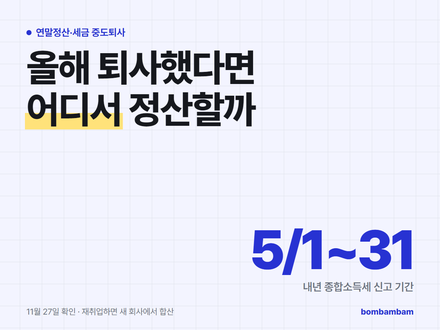 연말정산·세금 중도퇴사
올해 퇴사했다면
어디서 정산할까
5/1~31
내년 종합소득세 신고 기간
11월 27일 확인 · 재취업하면 새 회사에서 합산
bombambam